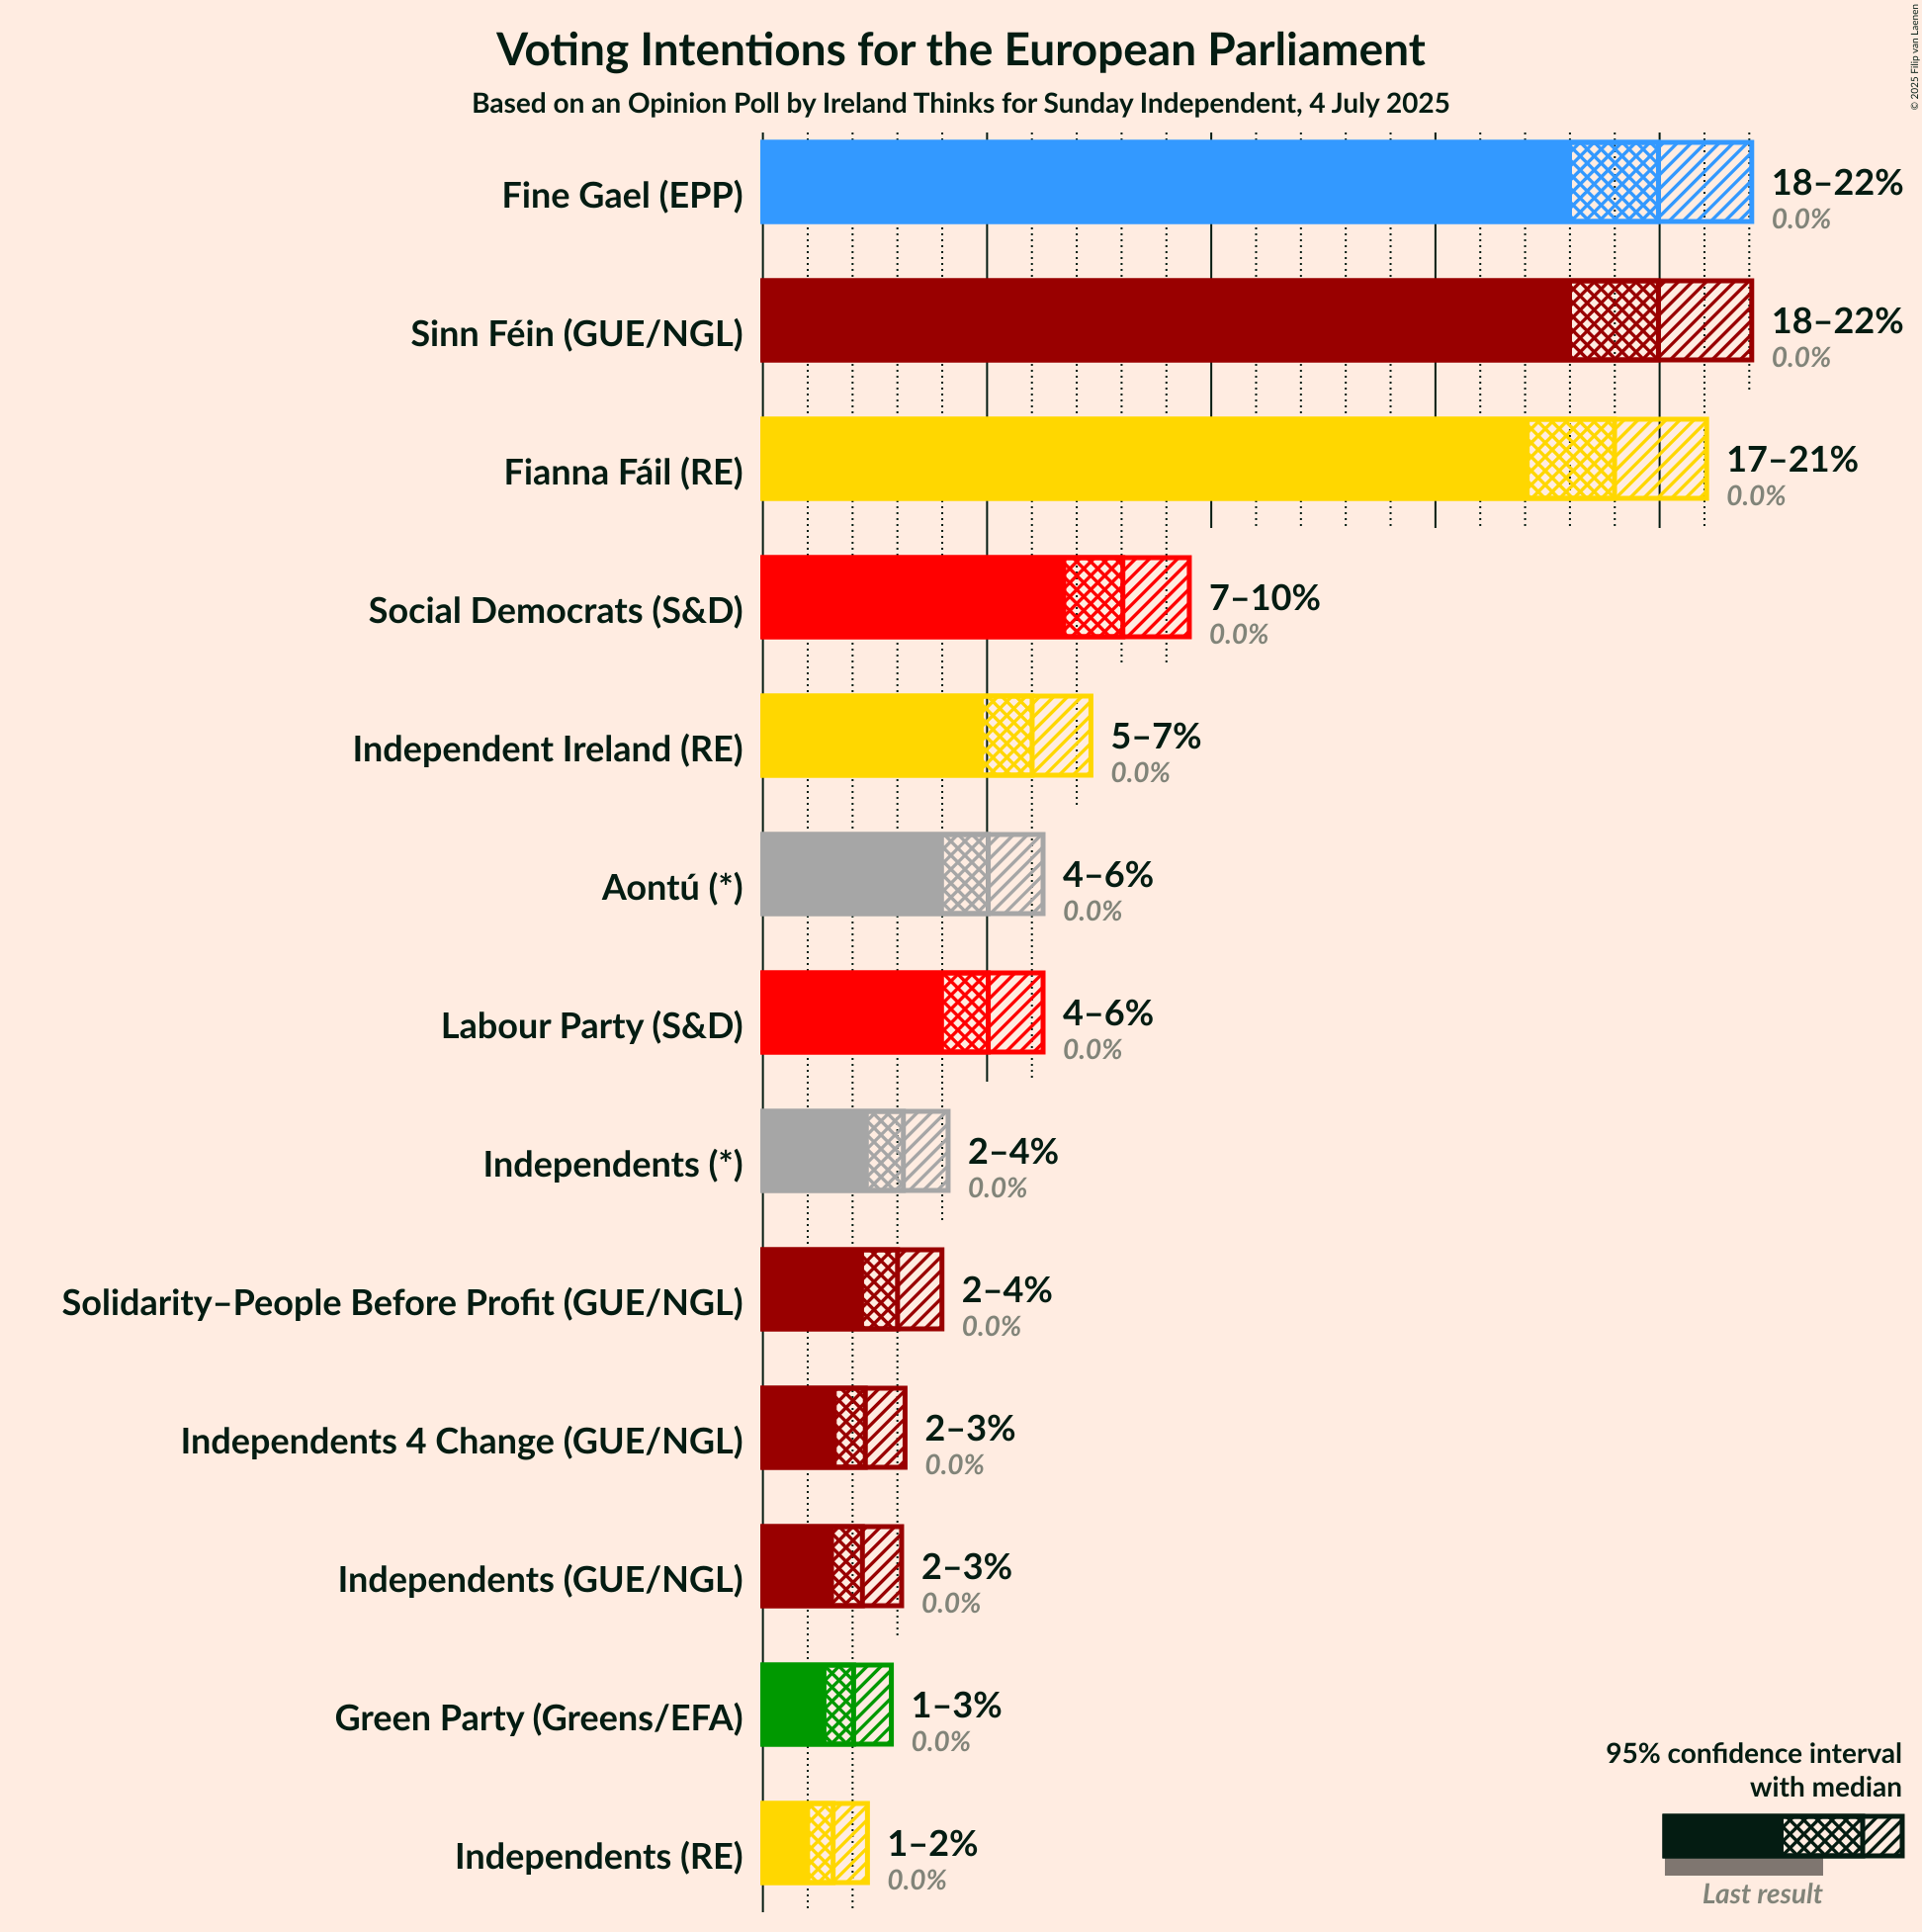 Voting Intentions for the European Parliament
Based on an Opinion Poll by Ireland Thinks for Sunday Independent, 4 July 2025
© 2025 Filip van Laenen
Fine Gael (EPP)
18–22%
0.0%
Sinn Féin (GUE/NGL)
18–22%
0.0%
Fianna Fáil (RE)
17–21%
0.0%
Social Democrats (S&D)
7–10%
0.0%
Independent Ireland (RE)
5–7%
0.0%
Aontú (*)
4–6%
0.0%
Labour Party (S&D)
4–6%
0.0%
Independents (*)
2–4%
0.0%
Solidarity–People Before Profit (GUE/NGL)
2–4%
0.0%
Independents 4 Change (GUE/NGL)
2–3%
0.0%
Independents (GUE/NGL)
2–3%
0.0%
Green Party (Greens/EFA)
1–3%
0.0%
Independents (RE)
1–2%
0.0%
95% confidence interval
with median
Last result